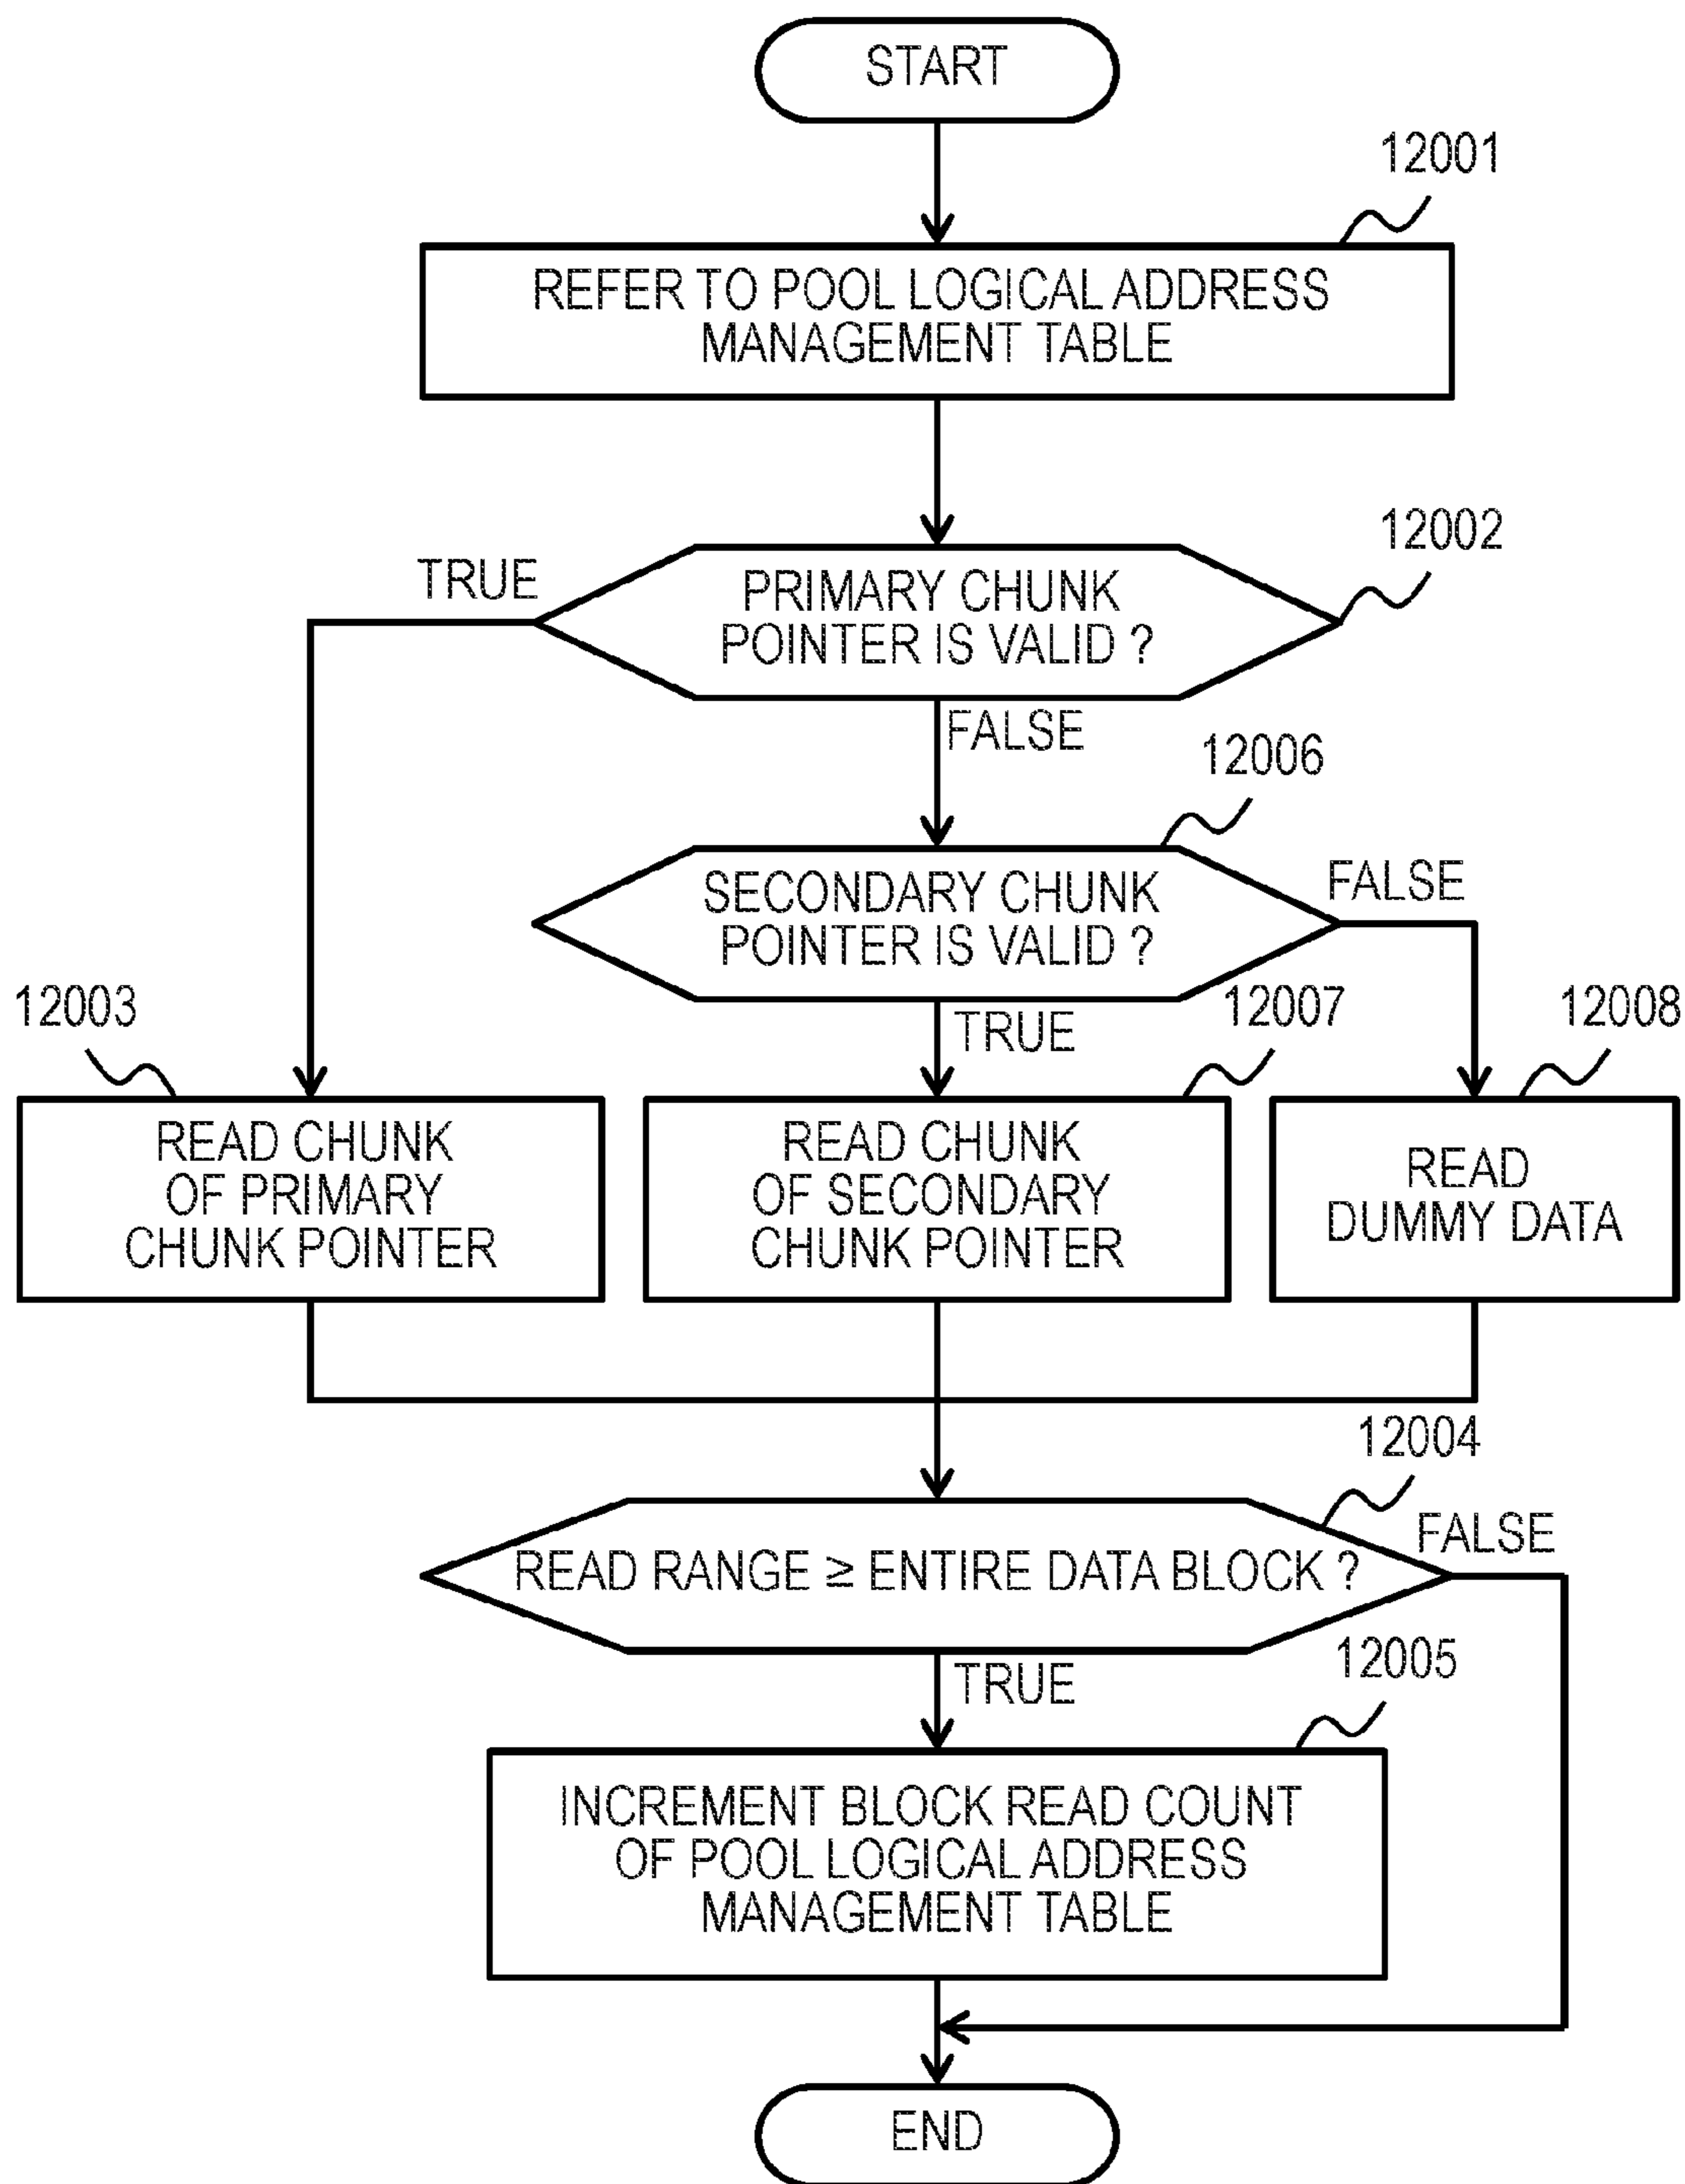 START
12001
REFER TO POOL LOGICAL ADDRESS
MANAGEMENT TABLE
12002
TRUE
PRIMARY CHUNK
POINTER IS VALID ?
FALSE
12006
SECONDARY CHUNK
POINTER IS VALID ?
FALSE
12003
TRUE
12007
12008
READ CHUNK
OF PRIMARY
CHUNK POINTER
READ CHUNK
OF SECONDARY
CHUNK POINTER
READ
DUMMY DATA
12004
READ RANGE ≥ ENTIRE DATA BLOCK ?
FALSE
TRUE
12005
INCREMENT BLOCK READ COUNT
OF POOL LOGICAL ADDRESS
MANAGEMENT TABLE
END